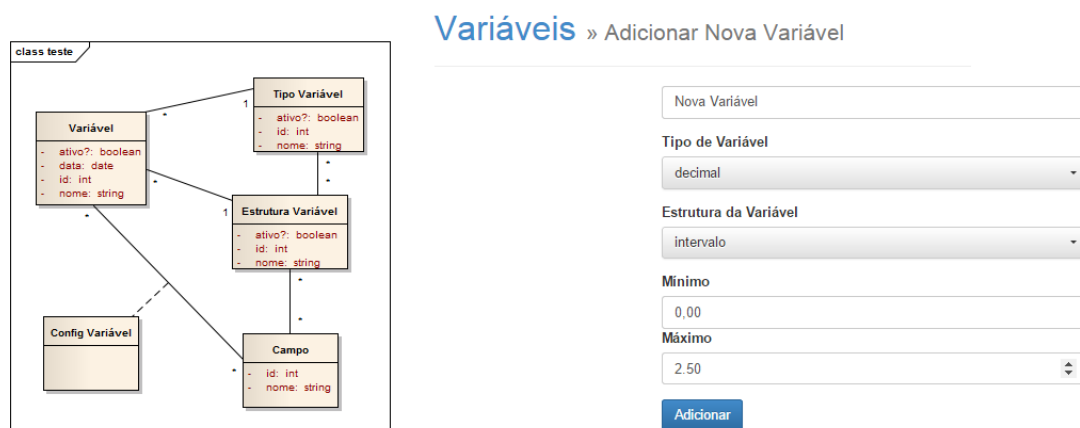 class teste
Tipo Variável
- ativo?: boolean
- id: int
- nome: string
Variável
- ativo?: boolean
- data: date
- id: int
- nome: string
1
*
*
*
*
1
Estrutura Variável
- ativo?: boolean
- id: int
- nome: string
*
*
*
Config Variável
Campo
- id: int
- nome: string
*
Variáveis » Adicionar Nova Variável
Nova Variável
Tipo de Variável
decimal
Estrutura da Variável
intervalo
Mínimo
0,00
Máximo
2.50
Adicionar